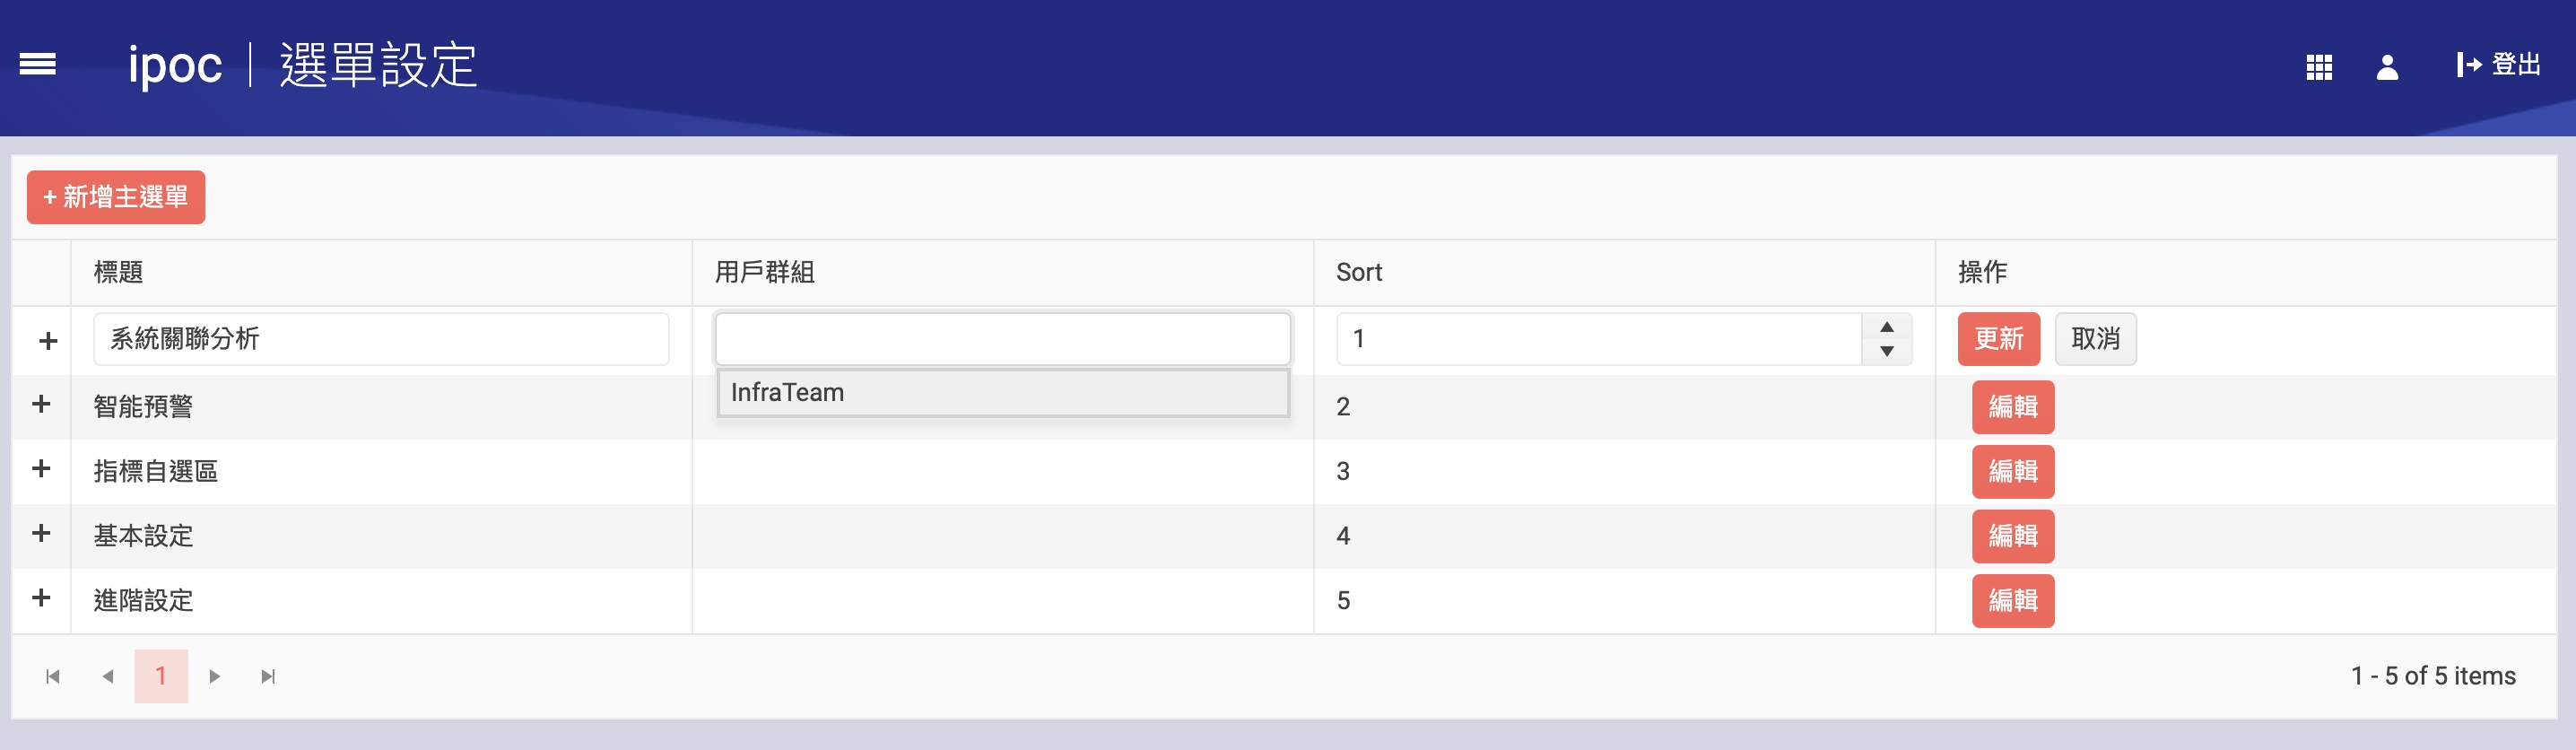 ipoc 選單設定 登出
+ 新增主選單
標題 用戶群組 Sort 操作
系統關聯分析 1 更新 取消
InfraTeam
智能預警 2 編輯
指標自選區 3 編輯
基本設定 4 編輯
進階設定 5 編輯
1 1 - 5 of 5 items